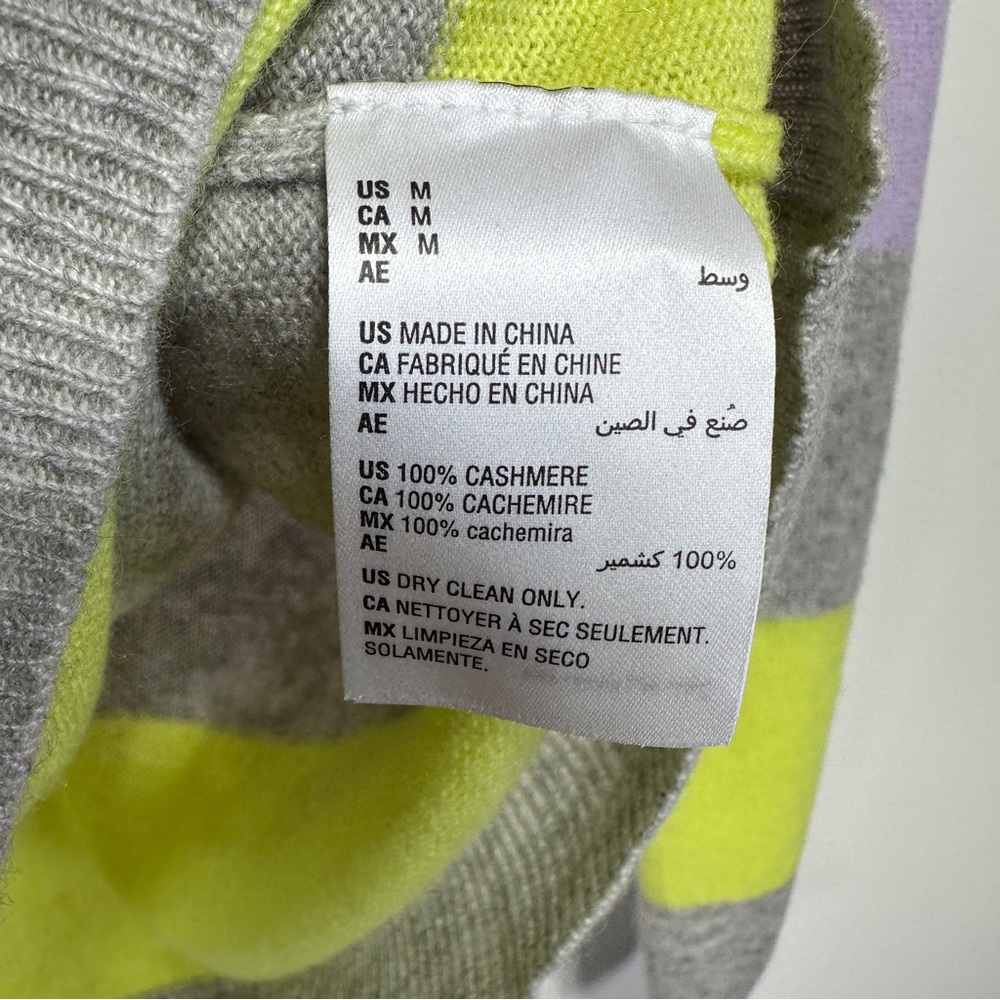 US M
CA M
MX M
AE وسط
US MADE IN CHINA
CA FABRIQUÉ EN CHINE
MX HECHO EN CHINA
AE صُنع في الصين
US 100% CASHMERE
CA 100% CACHEMIRE
MX 100% cachemira
AE
100% كشمير
US DRY CLEAN ONLY.
CA NETTOYER À SEC SEULEMENT.
MX LIMPIEZA EN SECO
SOLAMENTE.